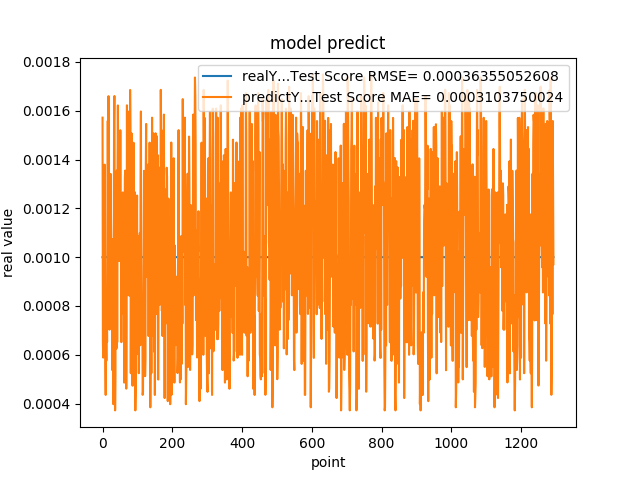 model predict
realY...Test Score RMSE= 0.00036355052608
predictY...Test Score MAE= 0.0003103750024
0.0018
0.0016
0.0014
0.0012
0.0010
0.0008
0.0006
0.0004
real value
0 200 400 600 800 1000 1200
point